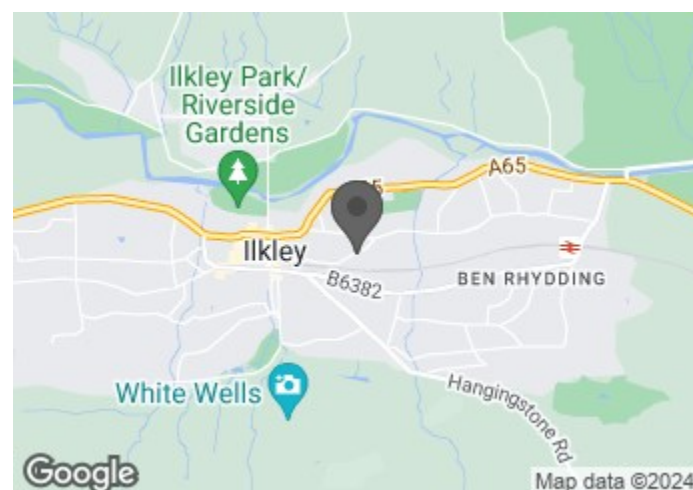 Ilkley Park/
Riverside
Gardens
A65
Ilkley
B6382
BEN RHYDDING
White Wells
Hangingstone Rd
Google
Map data ©2024